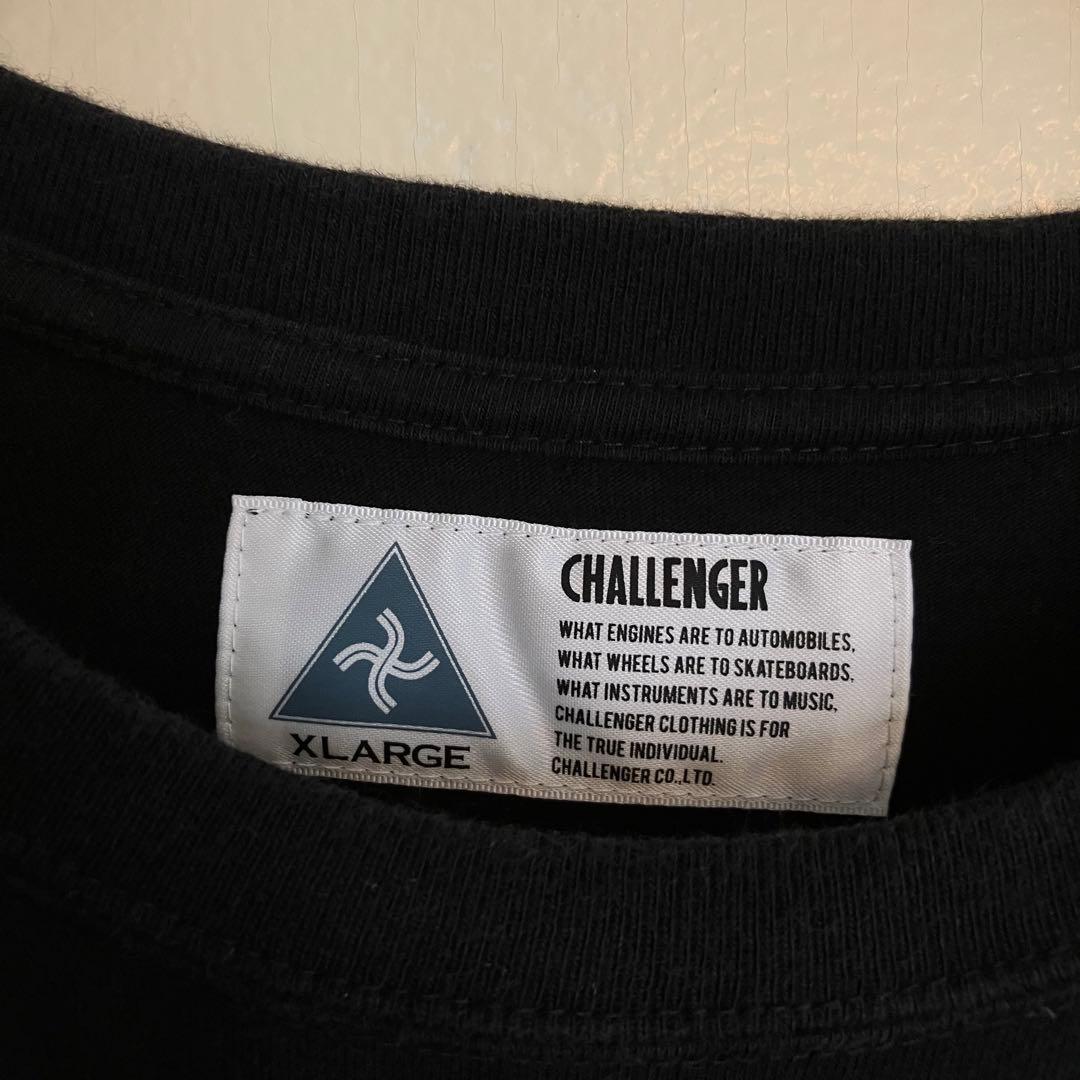 XLARGE
CHALLENGER
WHAT ENGINES ARE TO AUTOMOBILES,
WHAT WHEELS ARE TO SKATEBOARDS,
WHAT INSTRUMENTS ARE TO MUSIC,
CHALLENGER CLOTHING IS FOR
THE TRUE INDIVIDUAL.
CHALLENGER CO.,LTD.